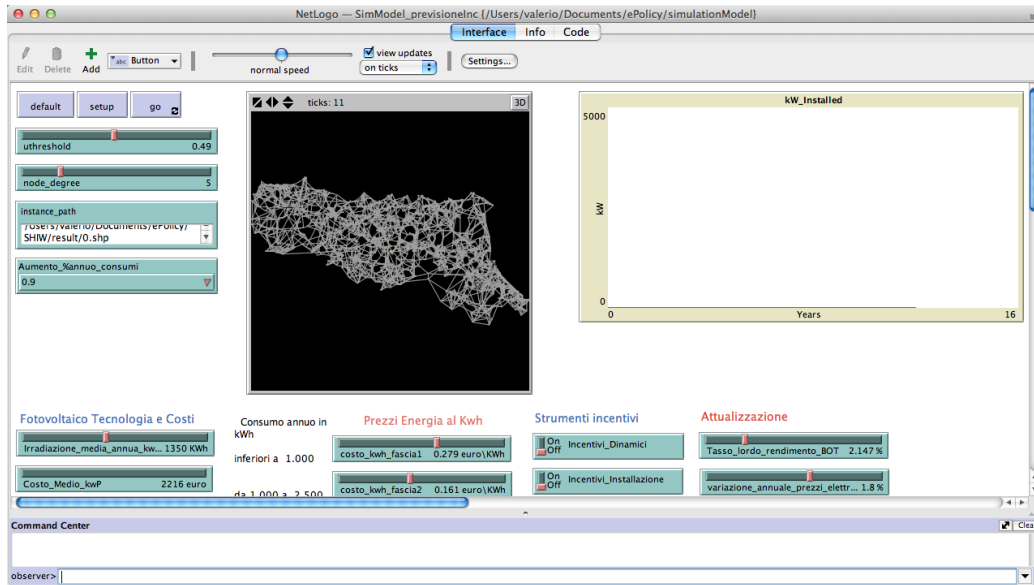 NetLogo — SimModel_previsioneInc {/Users/valerio/Documents/ePolicy/simulationModel}
Interface Info Code
Edit Delete Add abc Button normal speed view updates on ticks Settings...
default setup go
ticks: 11 3D
uthreshold 0.49
node_degree 5
instance_path
/Users/valerio/Documents/ePolicy/
SHIW/result/0.shp
Aumento_%annuo_consumi
0.9
kW_Installed
5000
kW
0
0 Years 16
Fotovoltaico Tecnologia e Costi
Irradiazione_media_annua_kw... 1350 KWh
Costo_Medio_kwP 2216 euro
Consumo annuo in
kWh
inferiori a 1.000
da 1.000 a 2.500
Prezzi Energia al Kwh
costo_kwh_fascia1 0.279 euro\KWh
costo_kwh_fascia2 0.161 euro\KWh
Strumenti incentivi
On
Off Incentivi_Dinamici
On
Off Incentivi_Installazione
Attualizzazione
Tasso_lordo_rendimento_BOT 2.147 %
variazione_annuale_prezzi_elettr... 1.8 %
Command Center
Clea
observer>